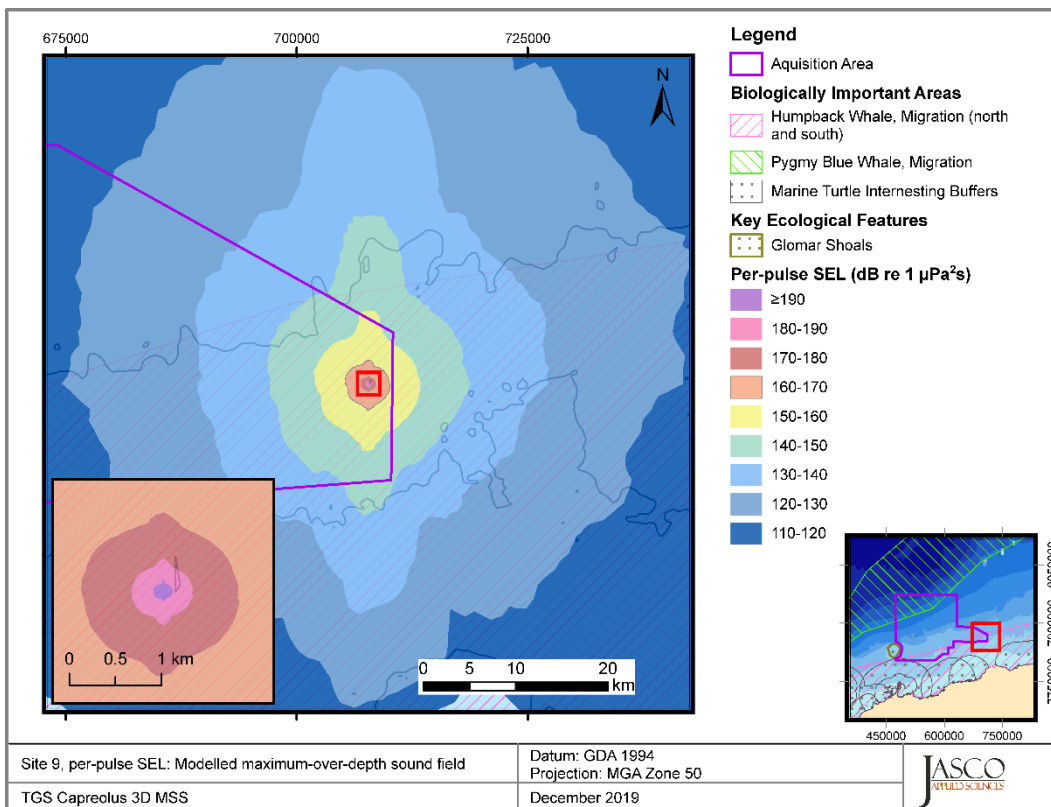 675000
700000
725000
N
0 0.5 1 km
0 5 10 20
km
Legend
Aquisition Area
Biologically Important Areas
Humpback Whale, Migration (north
and south)
Pygmy Blue Whale, Migration
Marine Turtle Internesting Buffers
Key Ecological Features
Glomar Shoals
Per-pulse SEL (dB re 1 µPa²s)
≥190
180-190
170-180
160-170
150-160
140-150
130-140
120-130
110-120
8050000
7900000
7750000
450000 600000 750000
Site 9, per-pulse SEL: Modelled maximum-over-depth sound field
Datum: GDA 1994
Projection: MGA Zone 50
TGS Capreolus 3D MSS
December 2019
JASCO
APPLIED SCIENCES